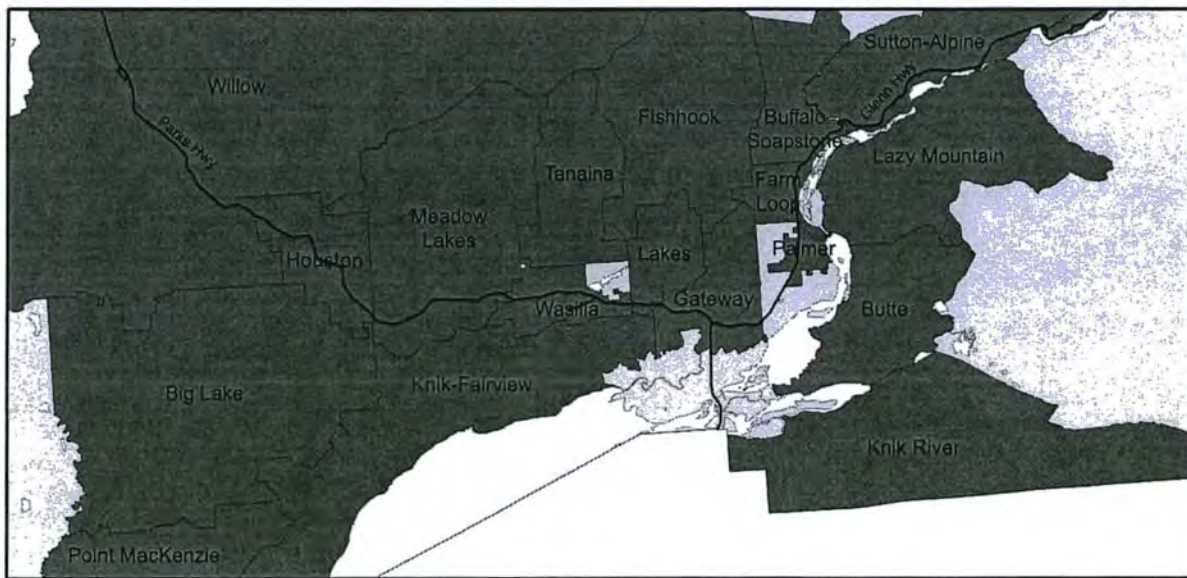 Sutton-Alpine
Glenn Hwy
Willow
Fishhook
Buffalo
Soapstone
Parks Hwy
Lazy Mountain
Tanaina
Farm
Loop
Meadow
Lakes
Palmer
Lakes
Houston
Gateway
Wasilla
Butte
Knik-Fairview
Big Lake
Knik River
Point MacKenzie